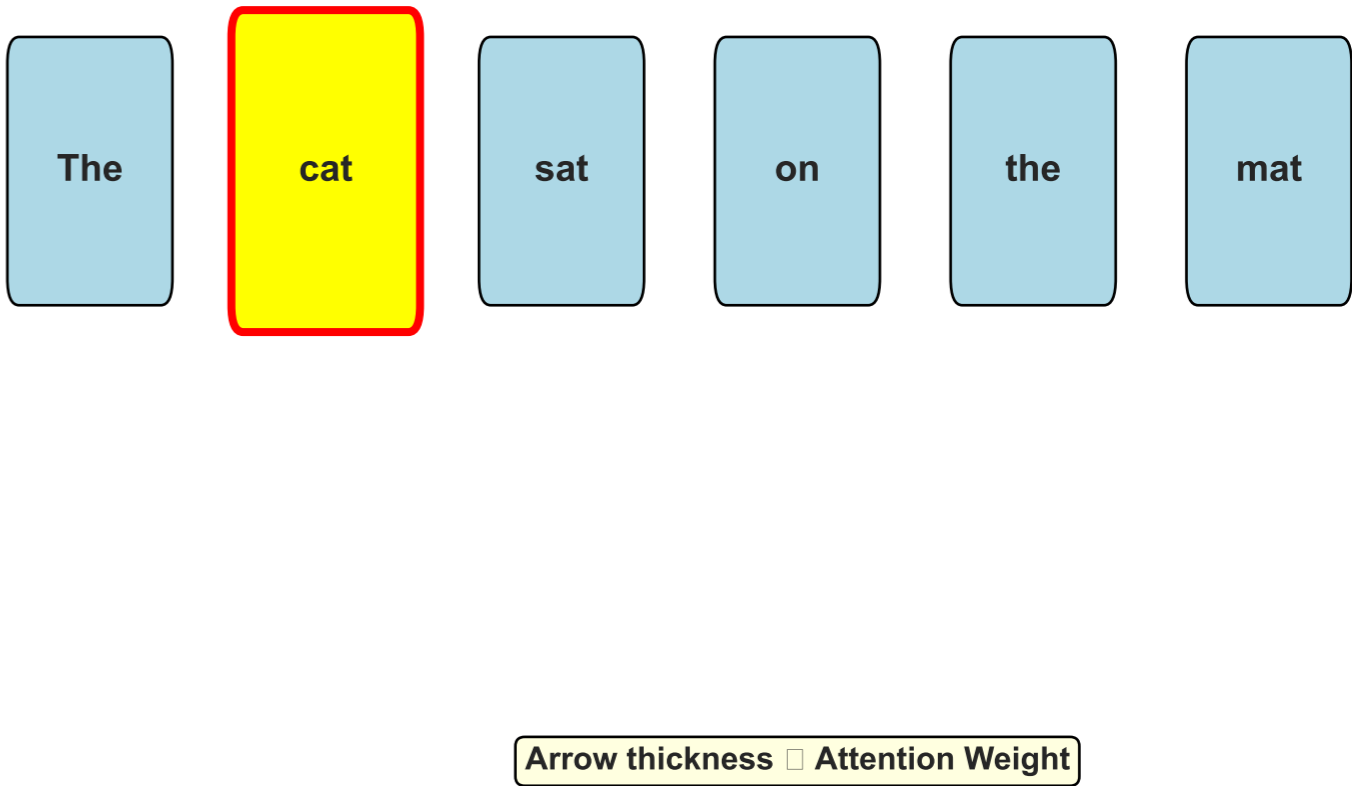 The cat sat on the mat
Arrow thickness □ Attention Weight